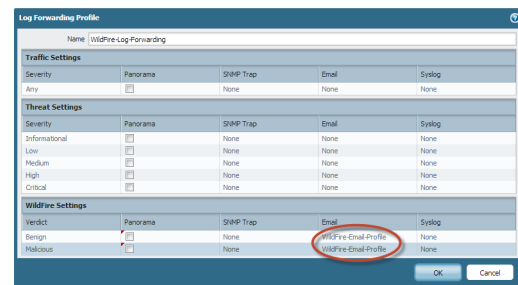 Log Forwarding Profile
Name WildFire-Log-Forwarding
Traffic Settings
Severity Panorama SNMP Trap Email Syslog
Any None None None
Threat Settings
Severity Panorama SNMP Trap Email Syslog
Informational None None None
Low None None None
Medium None None None
High None None None
Critical None None None
WildFire Settings
Verdict Panorama SNMP Trap Email Syslog
Benign None WildFire-Email-Profile None
Malicious None WildFire-Email-Profile None
OK Cancel